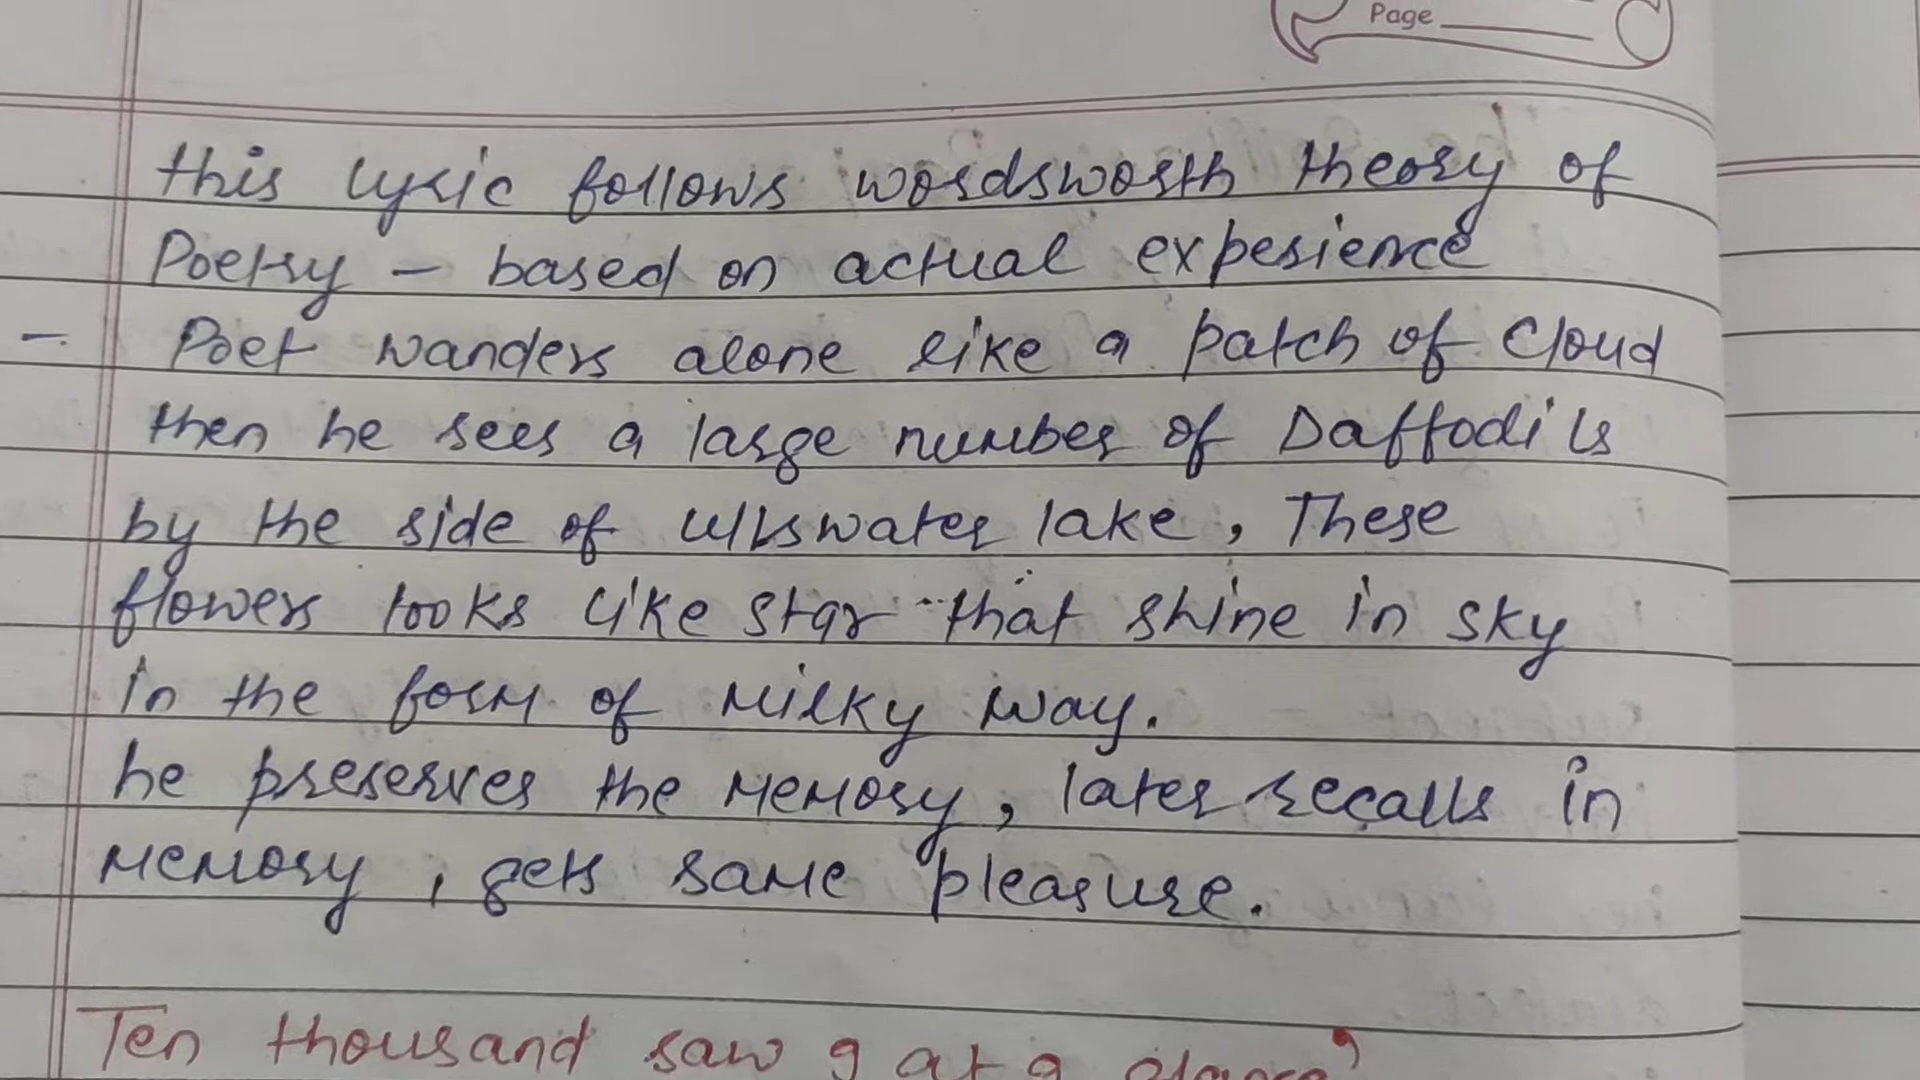 Page
this lyric follows wordsworth theory of
Poetry - based on actual experience
- Poet wanders alone like a patch of Cloud
then he sees a large number of Daffodils
by the side of Ullswater lake, These
flowers looks like star that shine in sky
in the form of Milky Way.
he preserves the memory, later recalls in
memory, gets same pleasure.
Ten thousand saw I at a glance